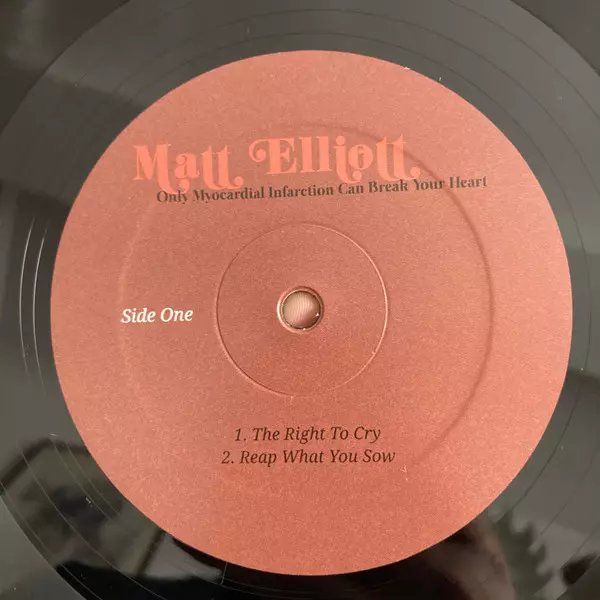 Matt Elliott
Only Myocardial Infarction Can Break Your Heart
Side One
1. The Right To Cry
2. Reap What You Sow